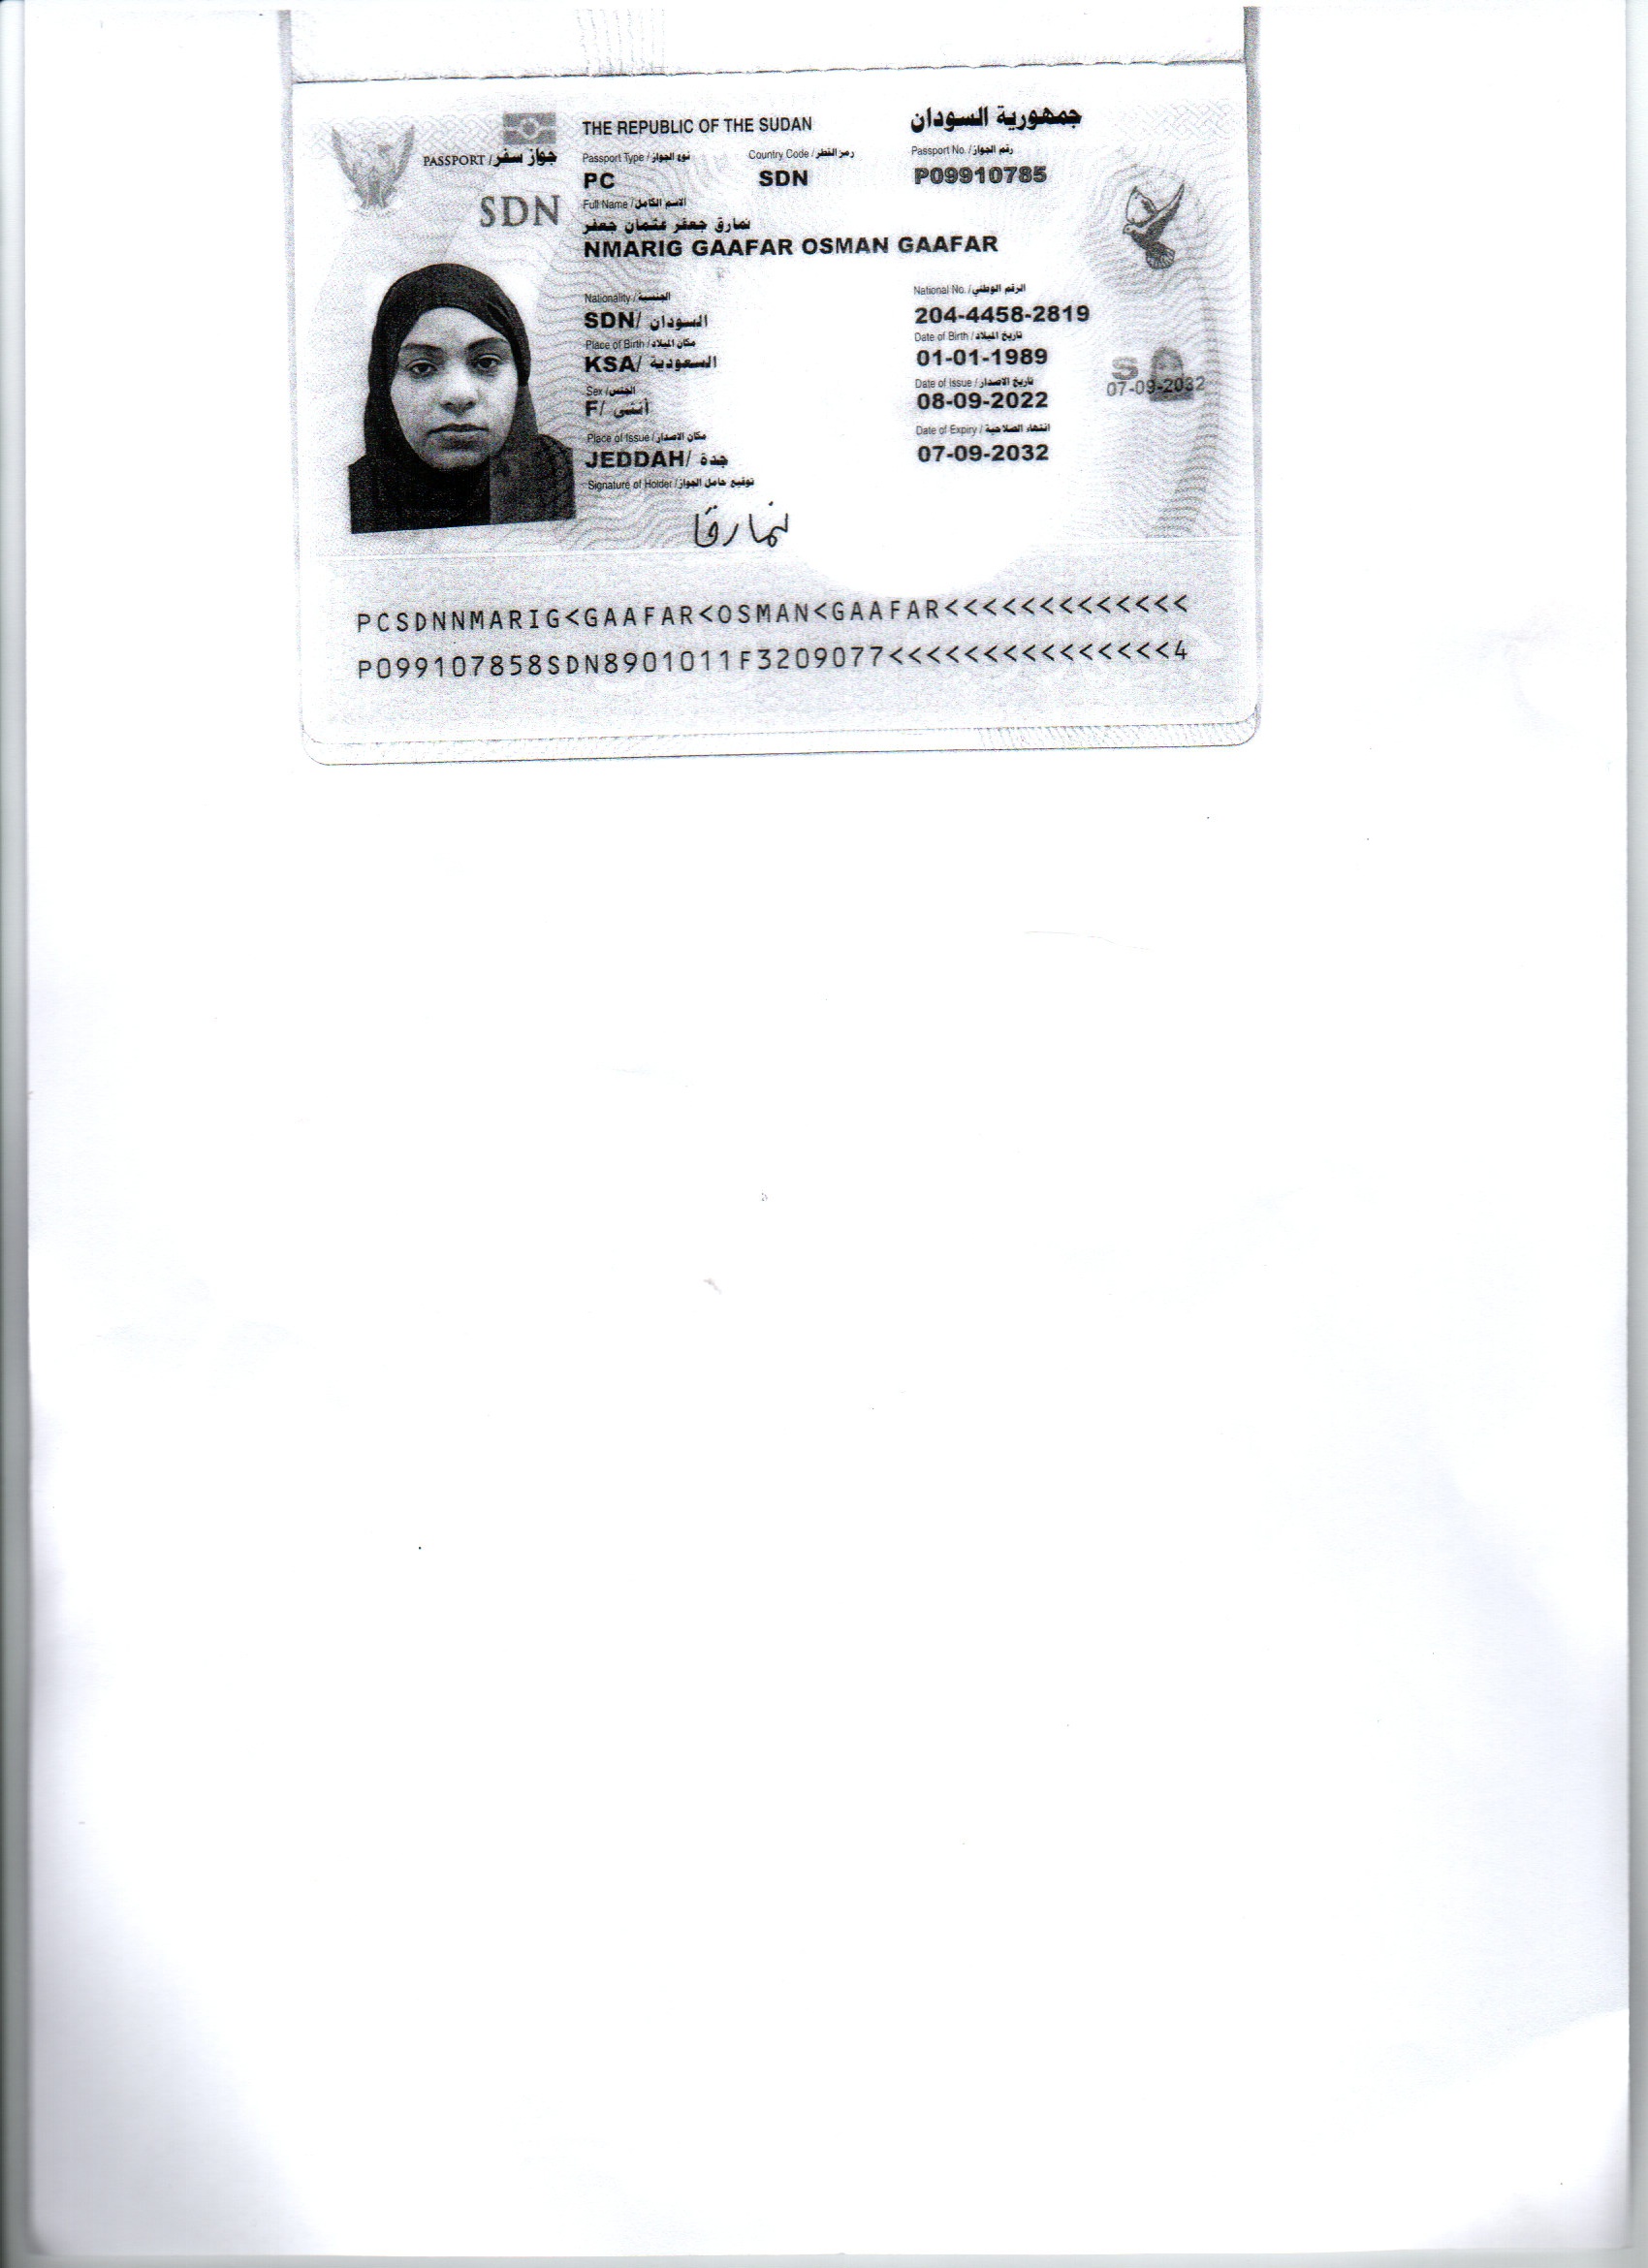 THE REPUBLIC OF THE SUDAN جمهورية السودان
PASSPORT / جواز سفر
Passport Type / نوع الجواز Country Code / رمز القطر Passport No. / رقم الجواز
PC SDN P09910785
SDN
Full Name / الاسم الكامل
نمارق جعفر عثمان جعفر
NMARIG GAAFAR OSMAN GAAFAR
Nationality / الجنسية National No. / الرقم الوطني
SDN/ السودان 204-4458-2819
Place of Birth / مكان الميلاد Date of Birth / تاريخ الميلاد
KSA/ السعودية 01-01-1989
Sex / الجنس Date of Issue / تاريخ الاصدار
F/ أنثى 08-09-2022
S
07-09-2032
Place of Issue / مكان الاصدار Date of Expiry / انتهاء الصلاحية
JEDDAH/ جدة 07-09-2032
Signature of Holder / توقيع حامل الجواز
PCSDNNMARIG<GAAFAR<OSMAN<GAAFAR<<<<<<<<<<<<<
P099107858SDN8901011F3209077<<<<<<<<<<<<<<<4